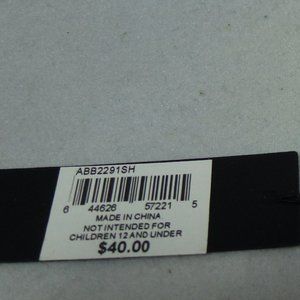 ABB2291SH
6 44626 57221 5
MADE IN CHINA
NOT INTENDED FOR
CHILDREN 12 AND UNDER
$40.00